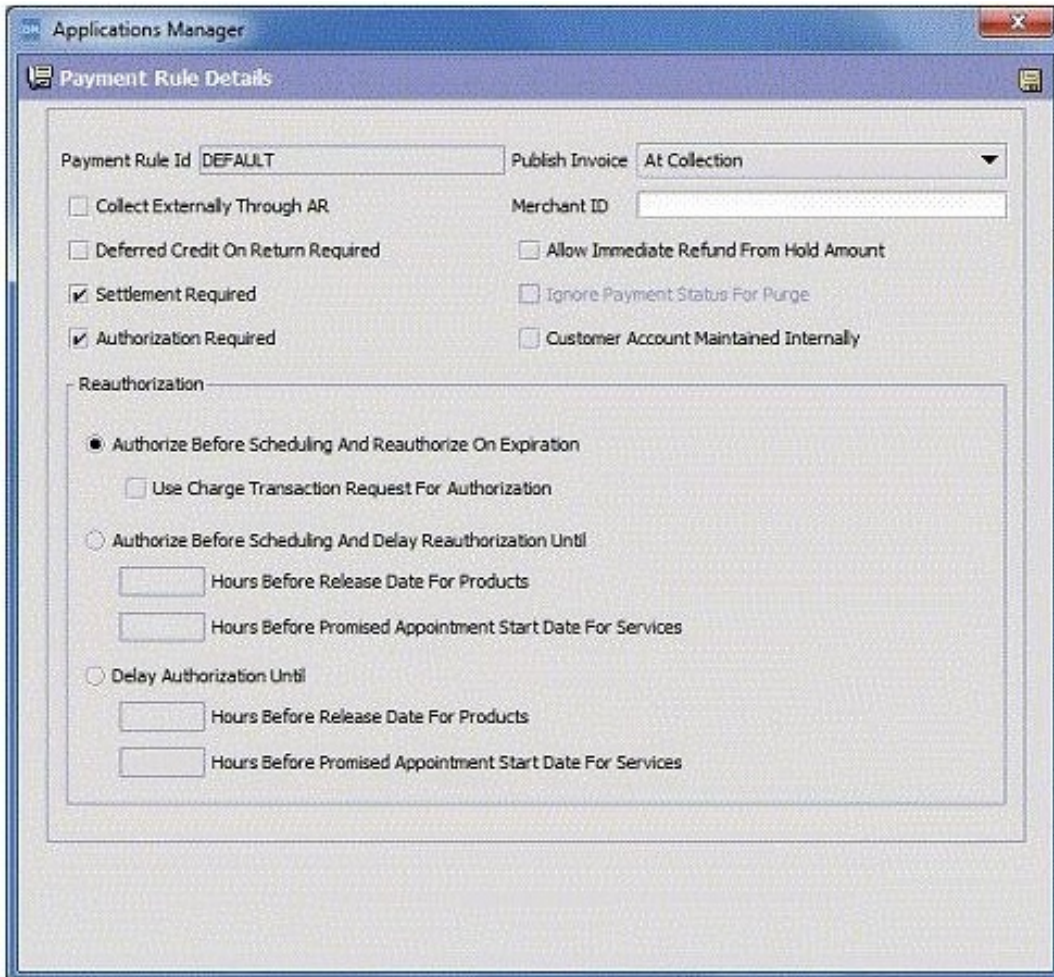 Applications Manager
Payment Rule Details
Payment Rule Id DEFAULT Publish Invoice At Collection
Collect Externally Through AR Merchant ID
Deferred Credit On Return Required Allow Immediate Refund From Hold Amount
Settlement Required Ignore Payment Status For Purge
Authorization Required Customer Account Maintained Internally
Reauthorization
Authorize Before Scheduling And Reauthorize On Expiration
Use Charge Transaction Request For Authorization
Authorize Before Scheduling And Delay Reauthorization Until
Hours Before Release Date For Products
Hours Before Promised Appointment Start Date For Services
Delay Authorization Until
Hours Before Release Date For Products
Hours Before Promised Appointment Start Date For Services